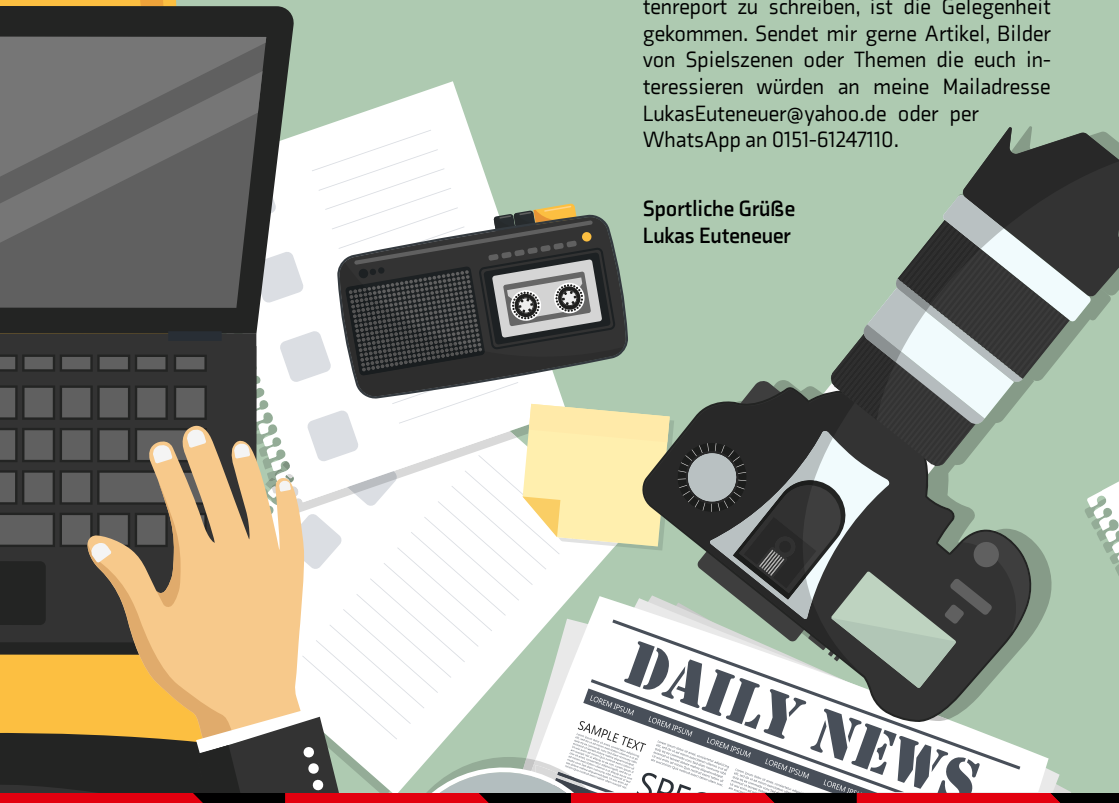 tenreport zu schreiben, ist die Gelegenheit
gekommen. Sendet mir gerne Artikel, Bilder
von Spielszenen oder Themen die euch in-
teressieren würden an meine Mailadresse
LukasEuteneuer@yahoo.de oder per
WhatsApp an 0151-61247110.
Sportliche Grüße
Lukas Euteneuer
DAILY NEWS
LOREM IPSUM LOREM IPSUM LOREM IPSUM LOREM IPSUM LOREM IPSUM
SAMPLE TEXT